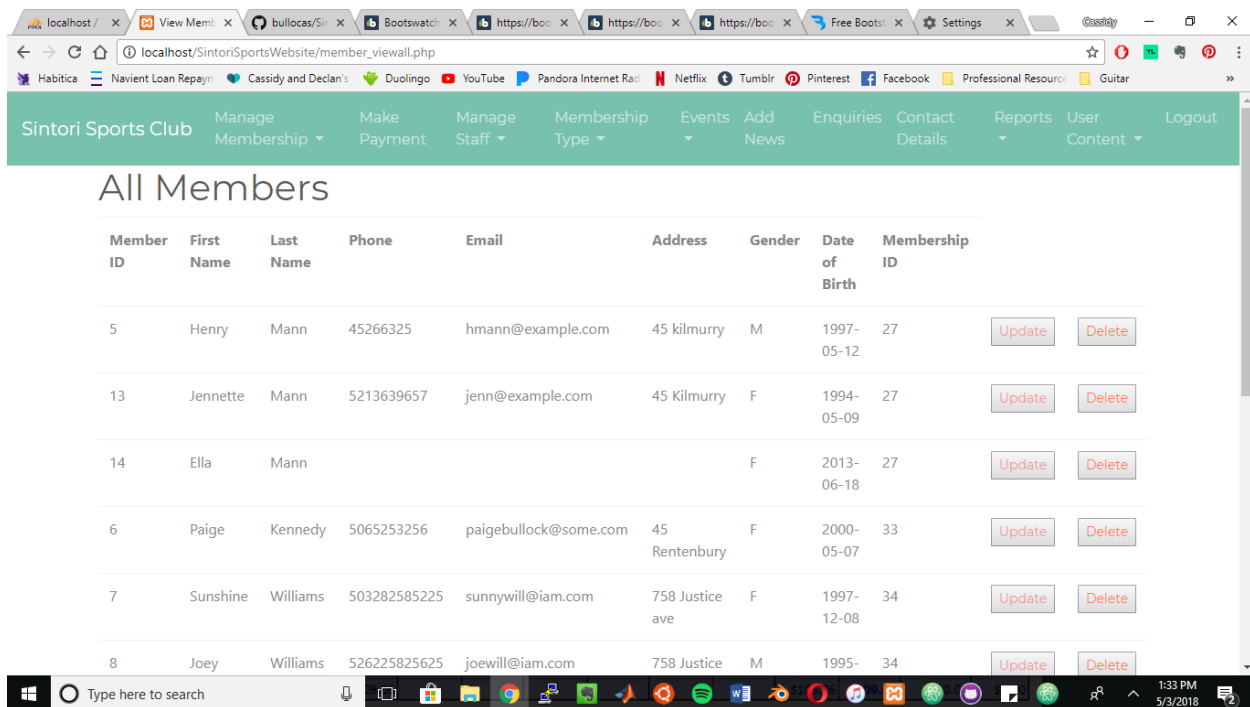 localhost /
View Memb
bullocas/Sin
Bootswatch
https://boo
https://boo
https://boo
Free Bootst
Settings
Cassidy
localhost/SintoriSportsWebsite/member_viewall.php
Habitica Navient Loan Repaym Cassidy and Declan's Duolingo YouTube Pandora Internet Rad Netflix Tumblr Pinterest Facebook Professional Resource Guitar »
Sintori Sports Club
Manage
Membership
Make
Payment
Manage
Staff
Membership
Type
Events
Add
News
Enquiries
Contact
Details
Reports
User
Content
Logout
All Members
Member
ID
First
Name
Last
Name
Phone
Email
Address
Gender
Date
of
Birth
Membership
ID
5 Henry Mann 45266325 hmann@example.com 45 kilmurry M 1997- 27 Update Delete
05-12
13 Jennette Mann 5213639657 jenn@example.com 45 Kilmurry F 1994- 27 Update Delete
05-09
14 Ella Mann F 2013- 27 Update Delete
06-18
6 Paige Kennedy 5065253256 paigebullock@some.com 45 F 2000- 33 Update Delete
Rentenbury 05-07
7 Sunshine Williams 503282585225 sunnywill@iam.com 758 Justice F 1997- 34 Update Delete
ave 12-08
8 Joey Williams 526225825625 joewill@iam.com 758 Justice M 1995- 34 Update Delete
Type here to search
1:33 PM
5/3/2018